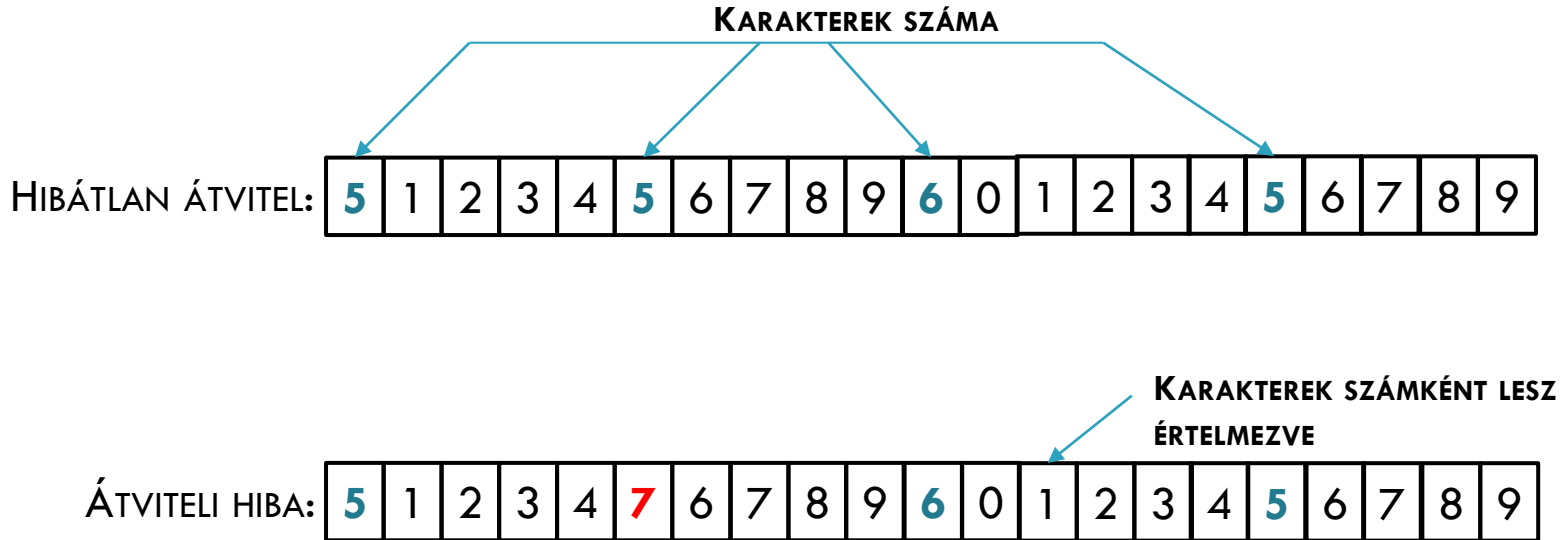 Karakterek száma
Hibátlan átvitel: 5 1 2 3 4 5 6 7 8 9 6 0 1 2 3 4 5 6 7 8 9
Karakterek számként lesz
értelmezve
Átviteli hiba: 5 1 2 3 4 7 6 7 8 9 6 0 1 2 3 4 5 6 7 8 9